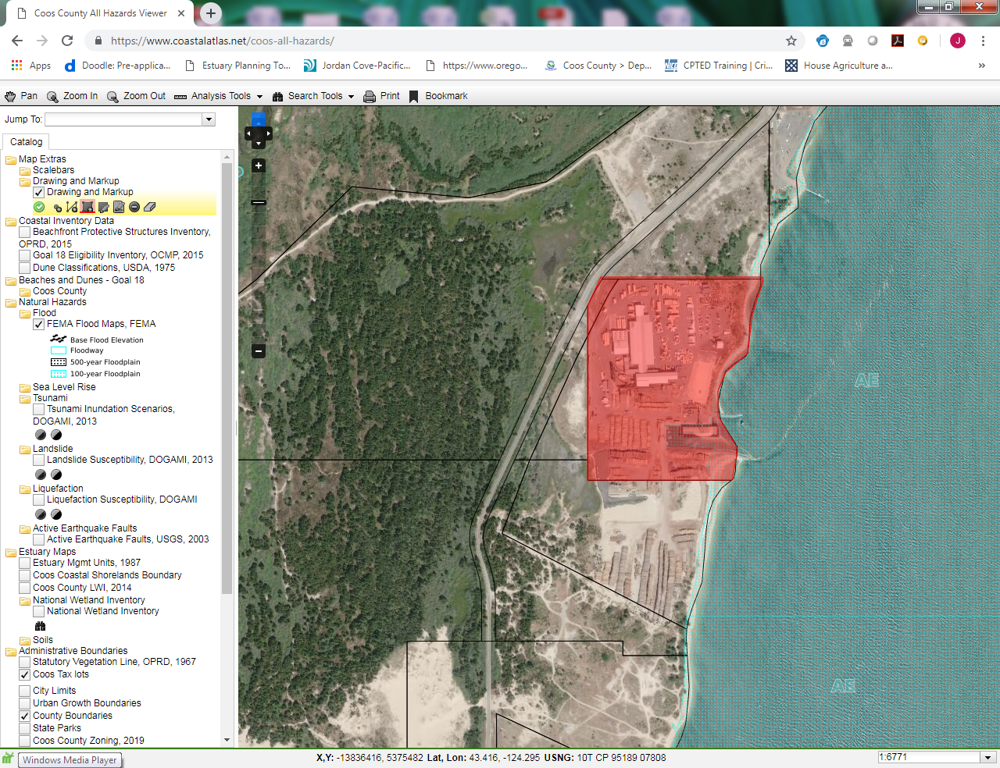 Coos County All Hazards Viewer
https://www.coastalatlas.net/coos-all-hazards/
J
Apps
Doodle: Pre-applica...
Estuary Planning To...
Jordan Cove-Pacific...
https://www.orego...
Coos County > Dep...
NICP
CPTED Training | Cri...
House Agriculture a...
»
Pan
Zoom In
Zoom Out
Analysis Tools
Search Tools
Print
Bookmark
Jump To:
Catalog
Map Extras
Scalebars
Drawing and Markup
Drawing and Markup
Coastal Inventory Data
Beachfront Protective Structures Inventory,
OPRD, 2015
Goal 18 Eligibility Inventory, OCMP, 2015
Dune Classifications, USDA, 1975
Beaches and Dunes - Goal 18
Coos County
Natural Hazards
Flood
FEMA Flood Maps, FEMA
Base Flood Elevation
Floodway
500-year Floodplain
100-year Floodplain
Sea Level Rise
Tsunami
Tsunami Inundation Scenarios,
DOGAMI, 2013
Landslide
Landslide Susceptibility, DOGAMI, 2013
Liquefaction
Liquefaction Susceptibility, DOGAMI
Active Earthquake Faults
Active Earthquake Faults, USGS, 2003
Estuary Maps
Estuary Mgmt Units, 1987
Coos Coastal Shorelands Boundary
Coos County LWI, 2014
National Wetland Inventory
National Wetland Inventory
Soils
Administrative Boundaries
Statutory Vegetation Line, OPRD, 1967
Coos Tax lots
City Limits
Urban Growth Boundaries
County Boundaries
State Parks
Coos County Zoning, 2019
AE
AE
Windows Media Player
X,Y: -13836416, 5375482 Lat, Lon: 43.416, -124.295 USNG: 10T CP 95189 07808
1:6771